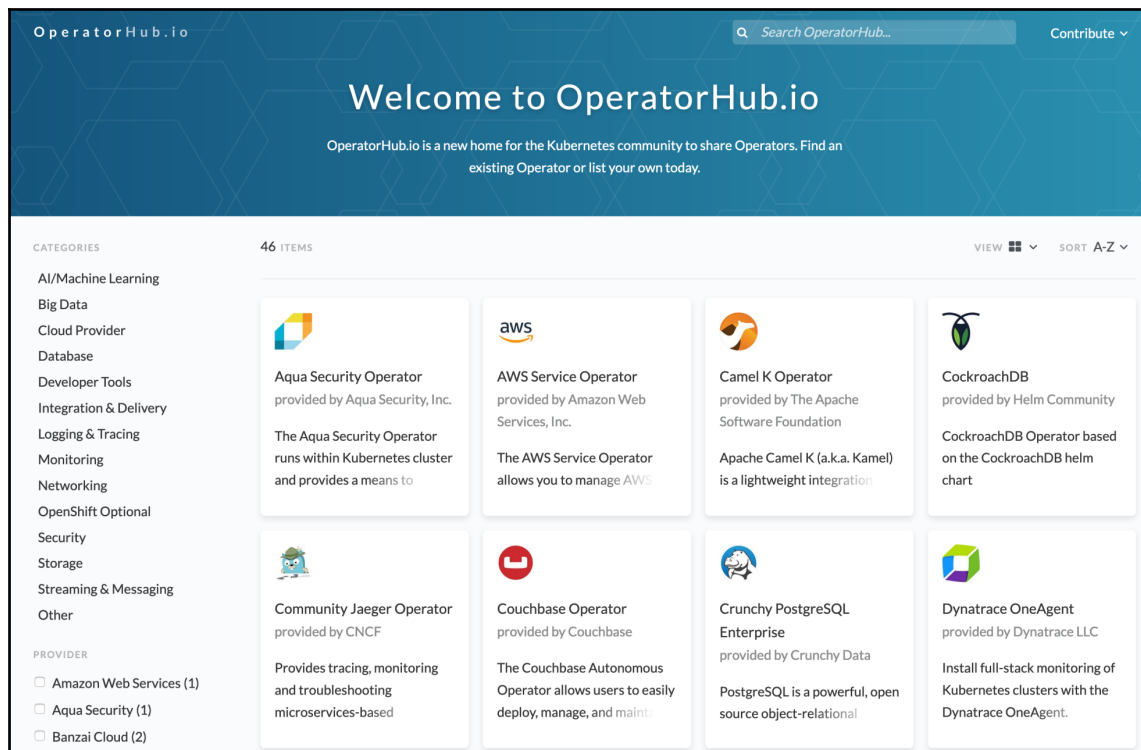 OperatorHub.io
Search OperatorHub...
Contribute
Welcome to OperatorHub.io
OperatorHub.io is a new home for the Kubernetes community to share Operators. Find an
existing Operator or list your own today.
CATEGORIES
AI/Machine Learning
Big Data
Cloud Provider
Database
Developer Tools
Integration & Delivery
Logging & Tracing
Monitoring
Networking
OpenShift Optional
Security
Storage
Streaming & Messaging
Other
PROVIDER
Amazon Web Services (1)
Aqua Security (1)
Banzai Cloud (2)
46 ITEMS
VIEW
SORT A-Z
Aqua Security Operator
provided by Aqua Security, Inc.
The Aqua Security Operator
runs within Kubernetes cluster
and provides a means to
aws
AWS Service Operator
provided by Amazon Web
Services, Inc.
The AWS Service Operator
allows you to manage AWS
Camel K Operator
provided by The Apache
Software Foundation
Apache Camel K (a.k.a. Kamel)
is a lightweight integration
CockroachDB
provided by Helm Community
CockroachDB Operator based
on the CockroachDB helm
chart
Community Jaeger Operator
provided by CNCF
Provides tracing, monitoring
and troubleshooting
microservices-based
Couchbase Operator
provided by Couchbase
The Couchbase Autonomous
Operator allows users to easily
deploy, manage, and
Crunchy PostgreSQL
Enterprise
provided by Crunchy Data
PostgreSQL is a powerful, open
source object-relational
Dynatrace OneAgent
provided by Dynatrace LLC
Install full-stack monitoring of
Kubernetes clusters with the
Dynatrace OneAgent.